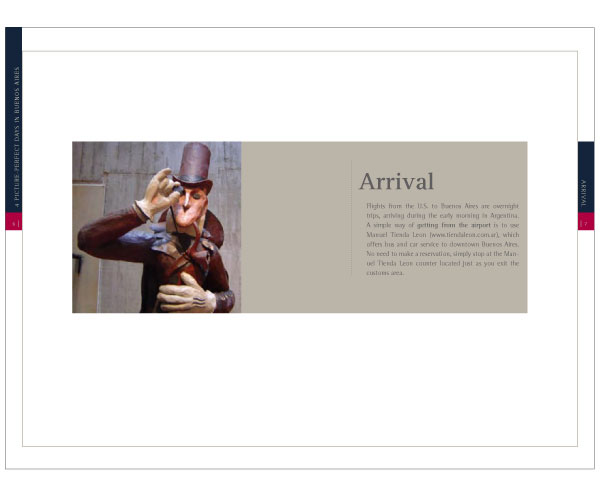 4 PICTURE-PERFECT DAYS IN BUENOS AIRES
Arrival
Flights from the U.S. to Buenos Aires are overnight
trips, arriving during the early morning in Argentina.
A simple way of getting from the airport is to use
Manuel Tienda Leon (www.tiendaleon.com.ar), which
offers bus and car service to downtown Buenos Aires.
No need to make a reservation, simply stop at the Man-
uel Tienda Leon counter located just as you exit the
customs area.
ARRIVAL
7